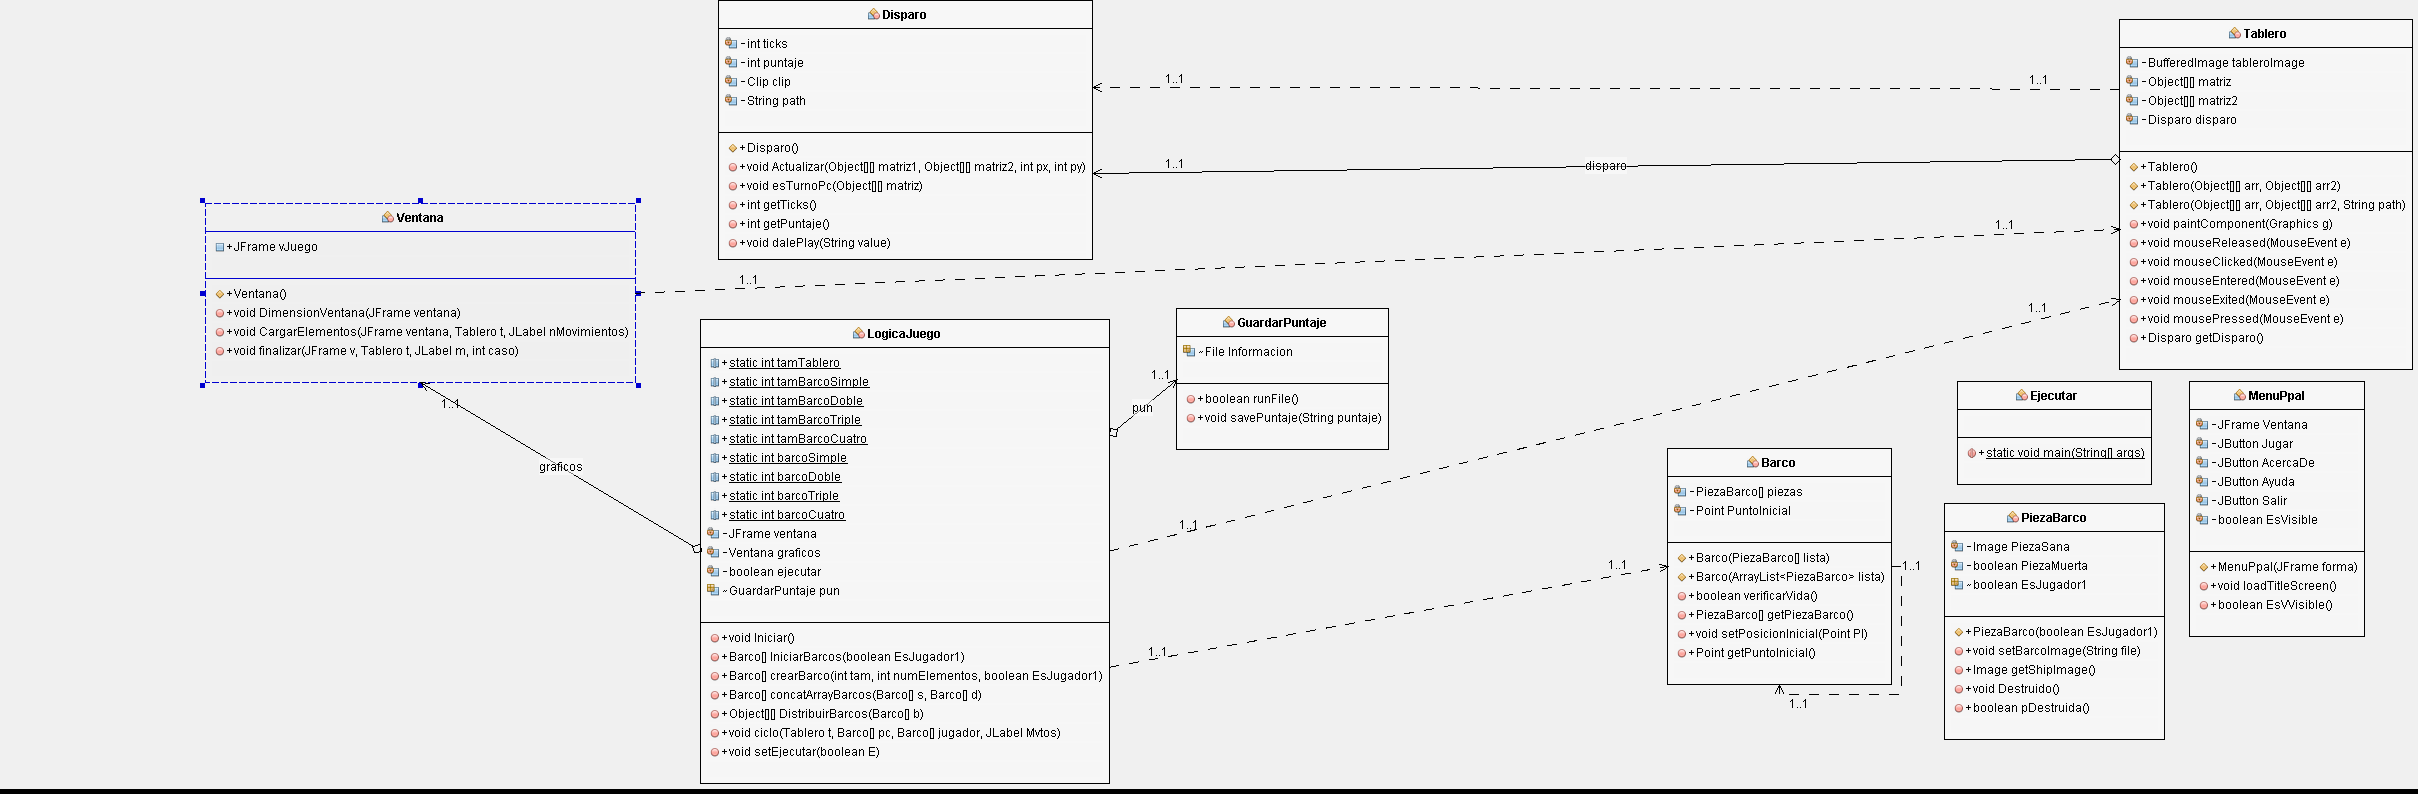 Disparo
-int ticks
-int puntaje
-Clip clip
-String path
+Disparo()
+void Actualizar(Object[][] matriz1, Object[][] matriz2, int px, int py)
+void esTurnoPc(Object[][] matriz)
+int getTicks()
+int getPuntaje()
+void dalePlay(String value)
1..1
1..1
1..1
disparo
Tablero
-BufferedImage tableroImage
-Object[][] matriz
-Object[][] matriz2
-Disparo disparo
+Tablero()
+Tablero(Object[][] arr, Object[][] arr2)
+Tablero(Object[][] arr, Object[][] arr2, String path)
+void paintComponent(Graphics g)
+void mouseReleased(MouseEvent e)
+void mouseClicked(MouseEvent e)
+void mouseEntered(MouseEvent e)
+void mouseExited(MouseEvent e)
+void mousePressed(MouseEvent e)
+Disparo getDisparo()
Ventana
+JFrame vJuego
+Ventana()
+void DimensionVentana(JFrame ventana)
+void CargarElementos(JFrame ventana, Tablero t, JLabel nMovimientos)
+void finalizar(JFrame v, Tablero t, JLabel m, int caso)
1..1
1..1
1..1
graficos
LogicaJuego
+static int tamTablero
+static int tamBarcoSimple
+static int tamBarcoDoble
+static int tamBarcoTriple
+static int tamBarcoCuatro
+static int barcoSimple
+static int barcoDoble
+static int barcoTriple
+static int barcoCuatro
-JFrame ventana
-Ventana graficos
-boolean ejecutar
~GuardarPuntaje pun
+void Iniciar()
+Barco[] IniciarBarcos(boolean EsJugador1)
+Barco[] crearBarco(int tam, int numElementos, boolean EsJugador1)
+Barco[] concatArrayBarcos(Barco[] s, Barco[] d)
+Object[][] DistribuirBarcos(Barco[] b)
+void ciclo(Tablero t, Barco[] pc, Barco[] jugador, JLabel Mvtos)
+void setEjecutar(boolean E)
1..1
pun
GuardarPuntaje
~File Informacion
+boolean runFile()
+void savePuntaje(String puntaje)
1..1
1..1
1..1
1..1
Barco
-PiezaBarco[] piezas
-Point PuntoInicial
+Barco(PiezaBarco[] lista)
+Barco(ArrayList<PiezaBarco> lista)
+boolean verificarVida()
+PiezaBarco[] getPiezaBarco()
+void setPosicionInicial(Point PI)
+Point getPuntoInicial()
1..1
1..1
Ejecutar
+static void main(String[] args)
PiezaBarco
-Image PiezaSana
-boolean PiezaMuerta
~boolean EsJugador1
+PiezaBarco(boolean EsJugador1)
+void setBarcoImage(String file)
+Image getShipImage()
+void Destruido()
+boolean pDestruida()
MenuPpal
-JFrame Ventana
-JButton Jugar
-JButton AcercaDe
-JButton Ayuda
-JButton Salir
-boolean EsVisible
+MenuPpal(JFrame forma)
+void loadTitleScreen()
+boolean EsVVisible()